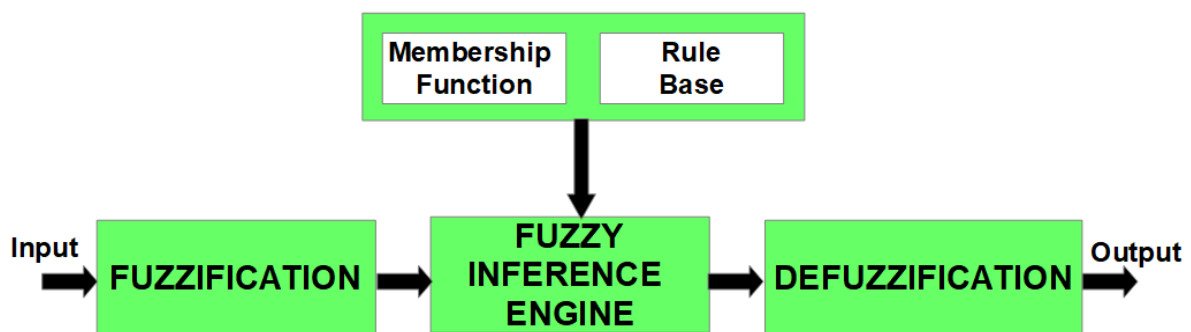 Membership
Function
Rule
Base
Input
FUZZIFICATION
FUZZY
INFERENCE
ENGINE
DEFUZZIFICATION
Output